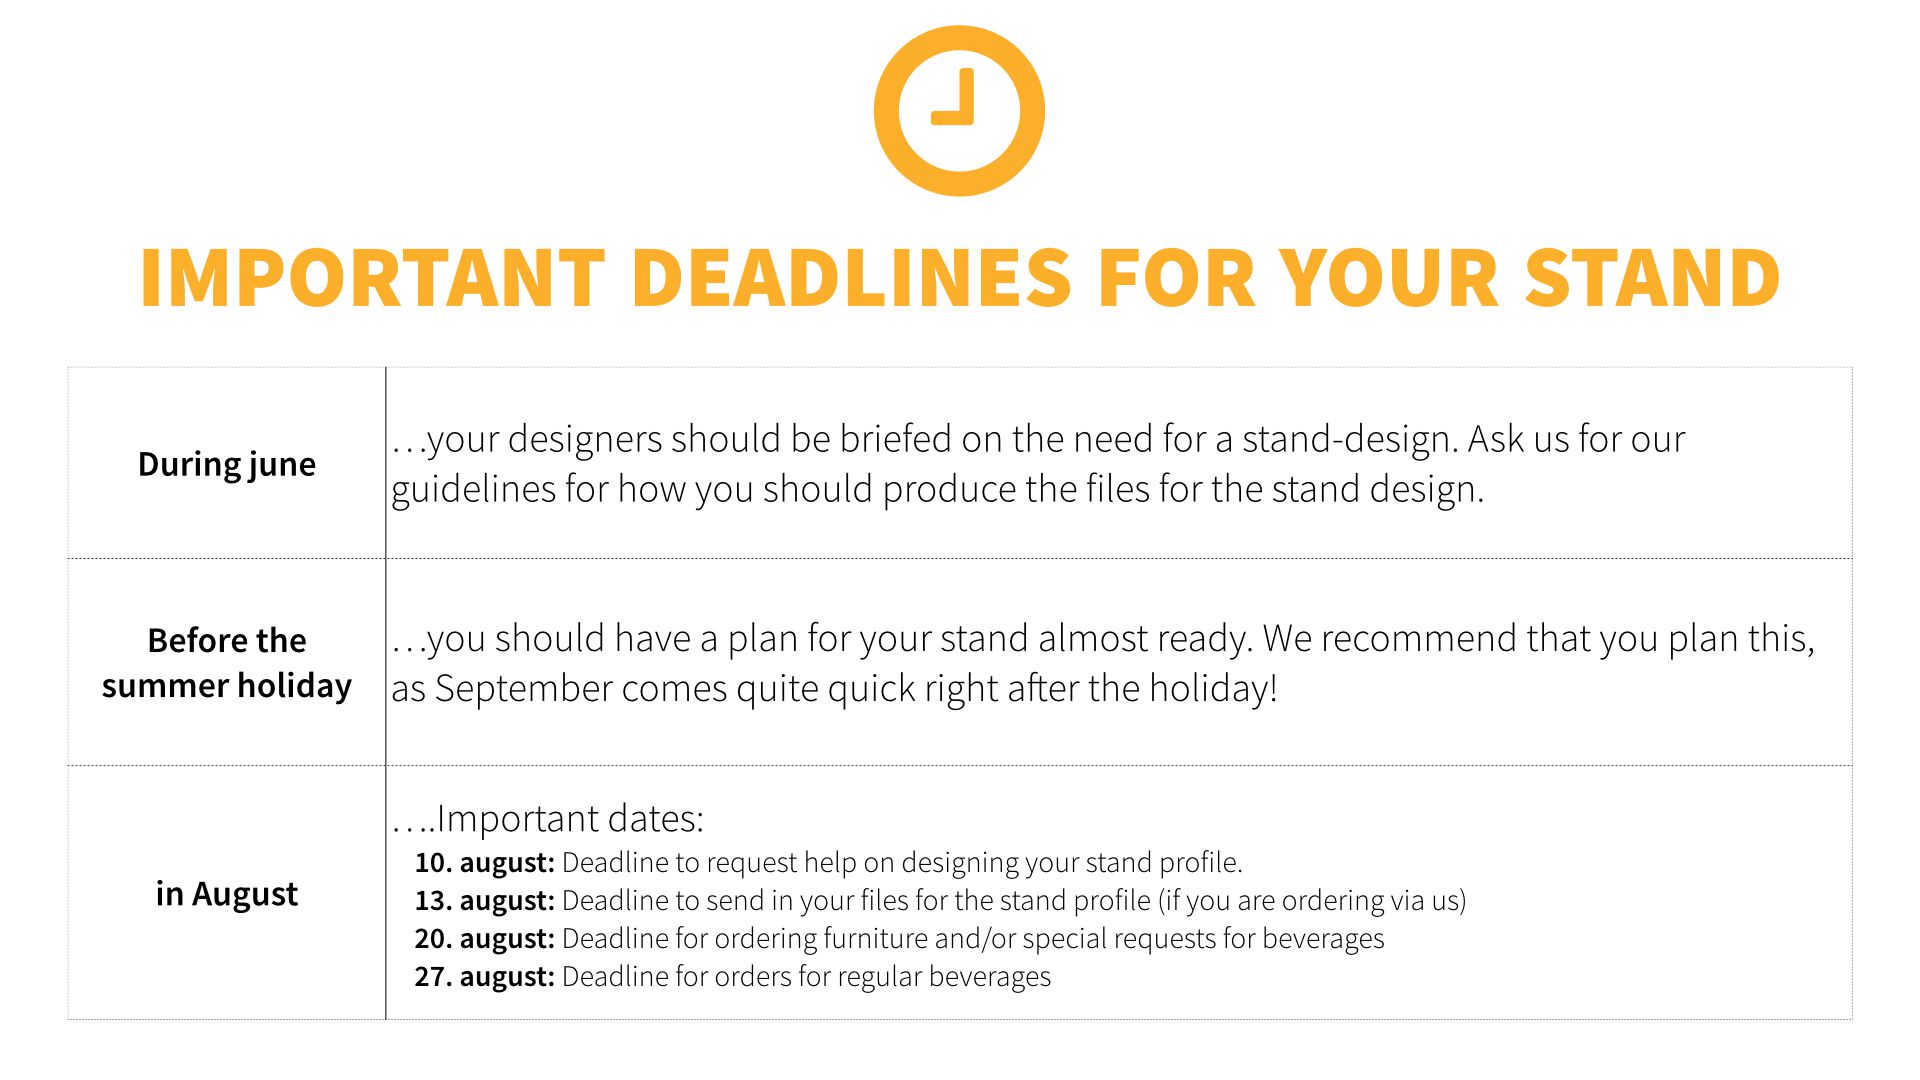 IMPORTANT DEADLINES FOR YOUR STAND
During june
…your designers should be briefed on the need for a stand-design. Ask us for our
guidelines for how you should produce the files for the stand design.
Before the
summer holiday
…you should have a plan for your stand almost ready. We recommend that you plan this,
as September comes quite quick right after the holiday!
in August
….Important dates:
10. august: Deadline to request help on designing your stand profile.
13. august: Deadline to send in your files for the stand profile (if you are ordering via us)
20. august: Deadline for ordering furniture and/or special requests for beverages
27. august: Deadline for orders for regular beverages